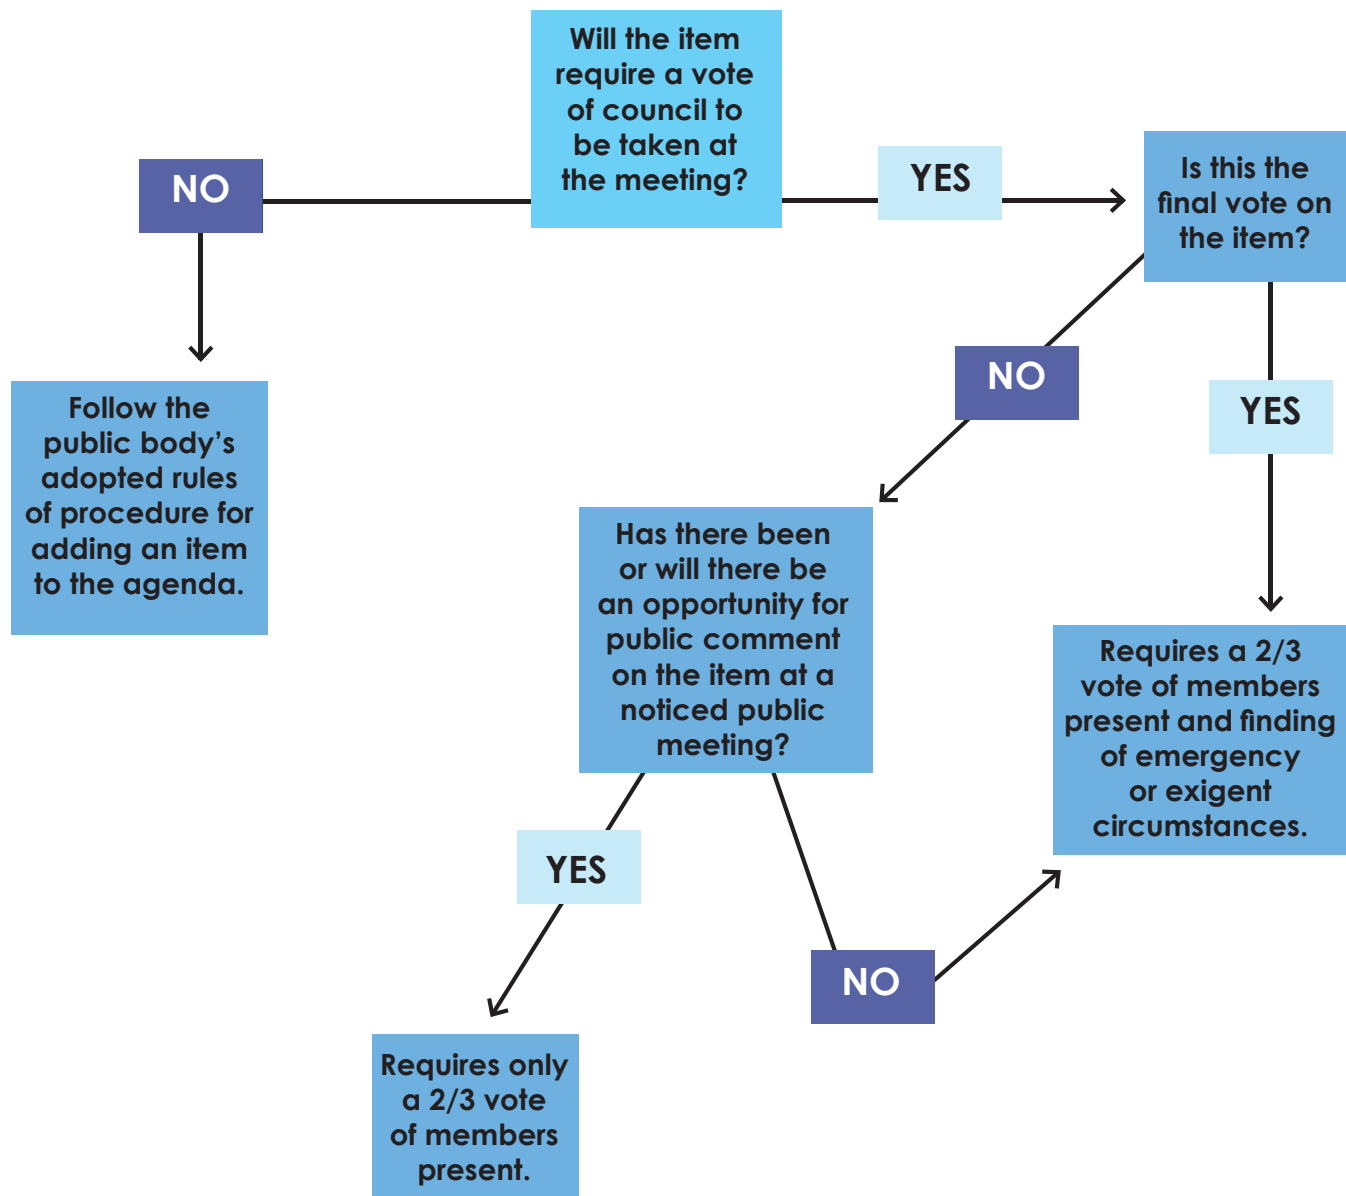 Will the item
require a vote
of council to
be taken at
the meeting?
NO
YES
Is this the
final vote on
the item?
Follow the
public body’s
adopted rules
of procedure for
adding an item
to the agenda.
NO
YES
Has there been
or will there be
an opportunity for
public comment
on the item at a
noticed public
meeting?
Requires a 2/3
vote of members
present and finding
of emergency
or exigent
circumstances.
YES
NO
Requires only
a 2/3 vote
of members
present.